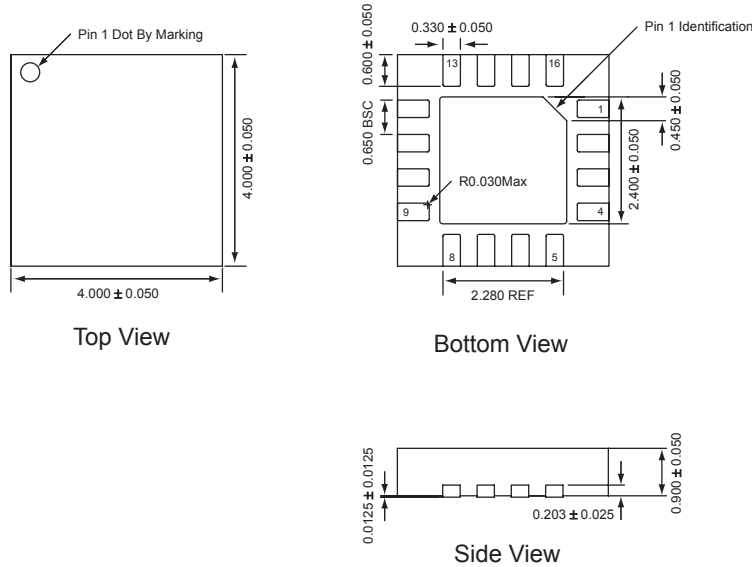 Pin 1 Dot By Marking
4.000 ± 0.050
4.000 ± 0.050
Top View
0.330 ± 0.050
Pin 1 Identification
0.600 ± 0.050
13
16
0.650 BSC
1
0.450 ± 0.050
R0.030Max
2.400 ± 0.050
9
4
8
5
2.280 REF
Bottom View
0.0125 ± 0.0125
0.203 ± 0.025
0.900 ± 0.050
Side View